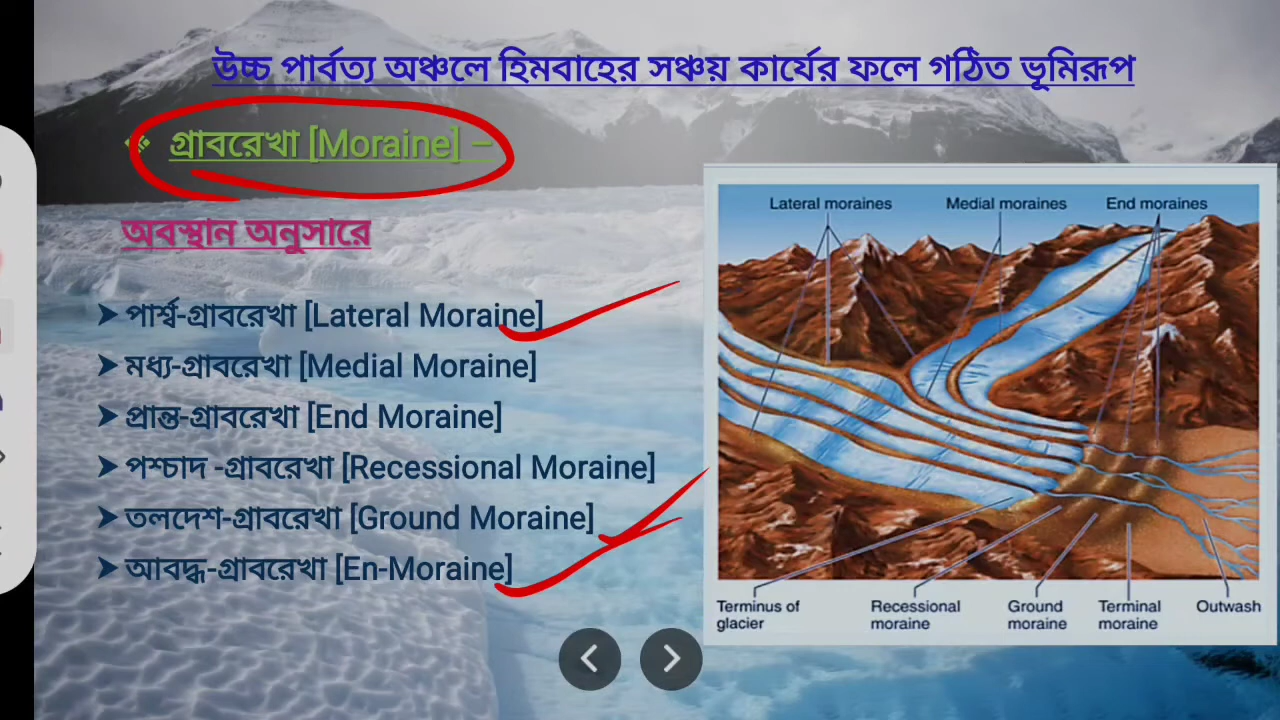 উচ্চ পার্বত্য অঞ্চলে হিমবাহের সঞ্চয় কার্যের ফলে গঠিত ভূমিরূপ
❖ গ্রাবরেখা [Moraine] –
অবস্থান অনুসারে
➤ পার্শ্ব-গ্রাবরেখা [Lateral Moraine]
➤ মধ্য-গ্রাবরেখা [Medial Moraine]
➤ প্রান্ত-গ্রাবরেখা [End Moraine]
➤ পশ্চাদ -গ্রাবরেখা [Recessional Moraine]
➤ তলদেশ-গ্রাবরেখা [Ground Moraine]
➤ আবদ্ধ-গ্রাবরেখা [En-Moraine]
Lateral moraines
Medial moraines
End moraines
Terminus of
glacier
Recessional
moraine
Ground
moraine
Terminal
moraine
Outwash